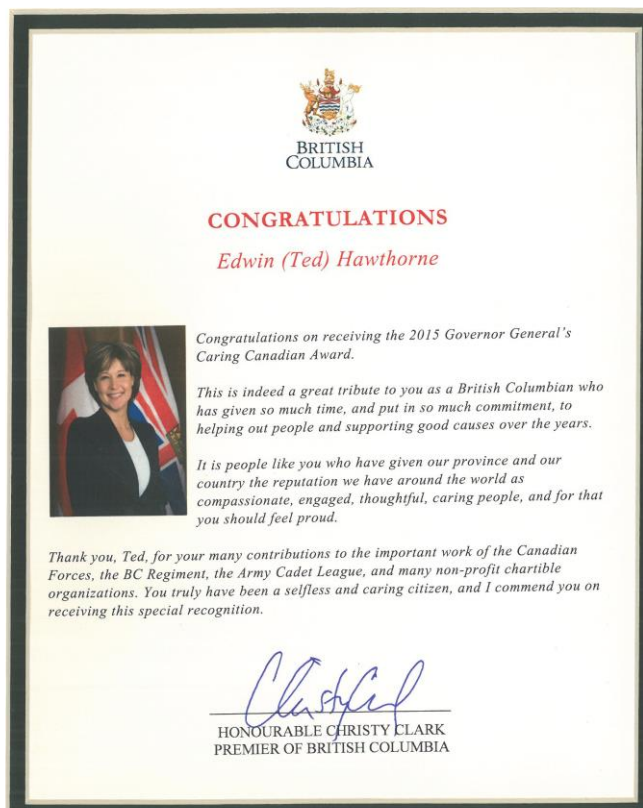 BRITISH
COLUMBIA
CONGRATULATIONS
Edwin (Ted) Hawthorne
Congratulations on receiving the 2015 Governor General's
Caring Canadian Award.
This is indeed a great tribute to you as a British Columbian who
has given so much time, and put in so much commitment, to
helping out people and supporting good causes over the years.
It is people like you who have given our province and our
country the reputation we have around the world as
compassionate, engaged, thoughtful, caring people, and for that
you should feel proud.
Thank you, Ted, for your many contributions to the important work of the Canadian
Forces, the BC Regiment, the Army Cadet League, and many non-profit chartible
organizations. You truly have been a selfless and caring citizen, and I commend you on
receiving this special recognition.
Christy Clark
HONOURABLE CHRISTY CLARK
PREMIER OF BRITISH COLUMBIA